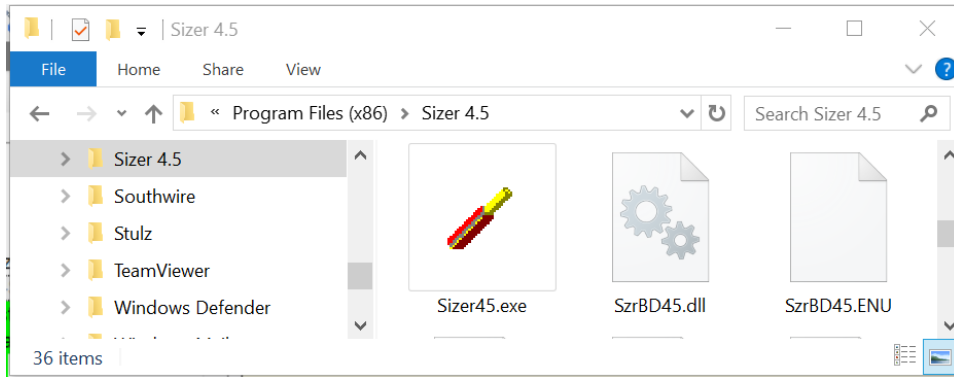 Sizer 4.5
File Home Share View
« Program Files (x86) > Sizer 4.5 Search Sizer 4.5
Sizer 4.5
Southwire
Stulz
TeamViewer
Windows Defender
Sizer45.exe SzrBD45.dll SzrBD45.ENU
36 items